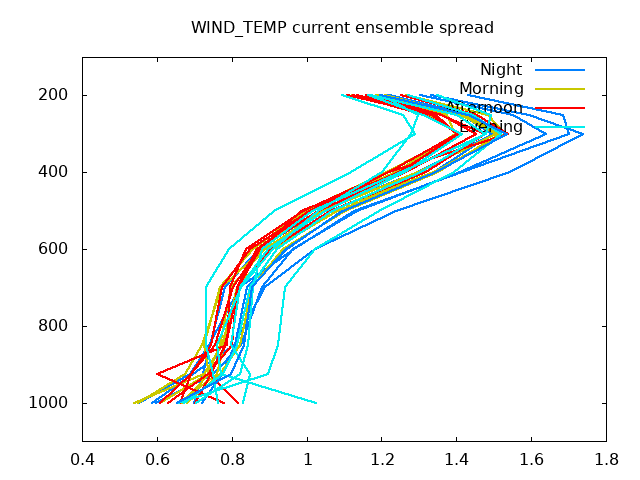 WIND_TEMP current ensemble spread
Night
Morning
Afternoon
Evening
200
400
600
800
1000
0.4 0.6 0.8 1 1.2 1.4 1.6 1.8